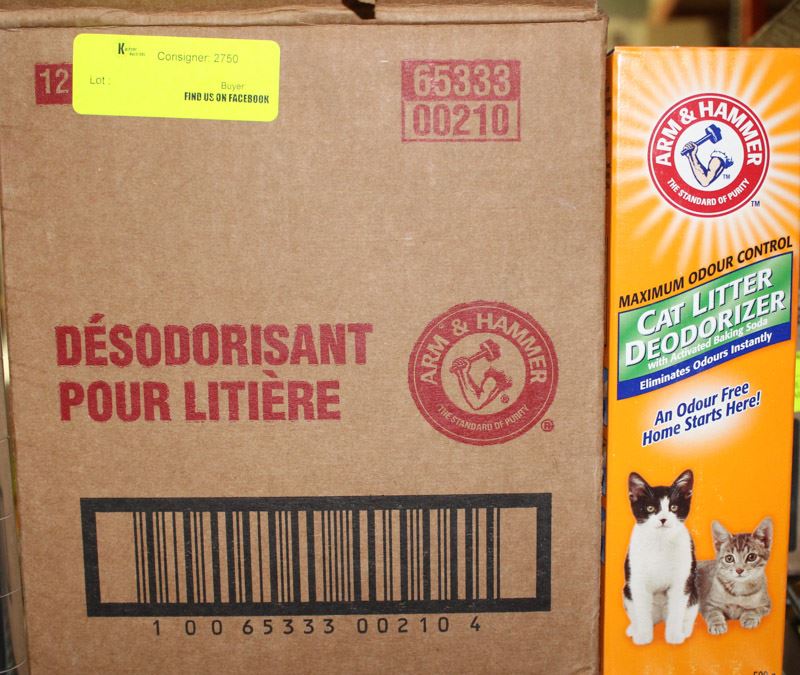 12
Consigner: 2750
Lot :
Buyer
FIND US ON FACEBOOK
65333
00210
DÉSODORISANT
POUR LITIÈRE
ARM & HAMMER
THE STANDARD OF PURITY
®
1 00 65333 00210 4
ARM & HAMMER
THE STANDARD OF PURITY
TM
MAXIMUM ODOUR CONTROL
CAT LITTER
DEODORIZER
with Activated Baking Soda
Eliminates Odours Instantly
An Odour Free
Home Starts Here!